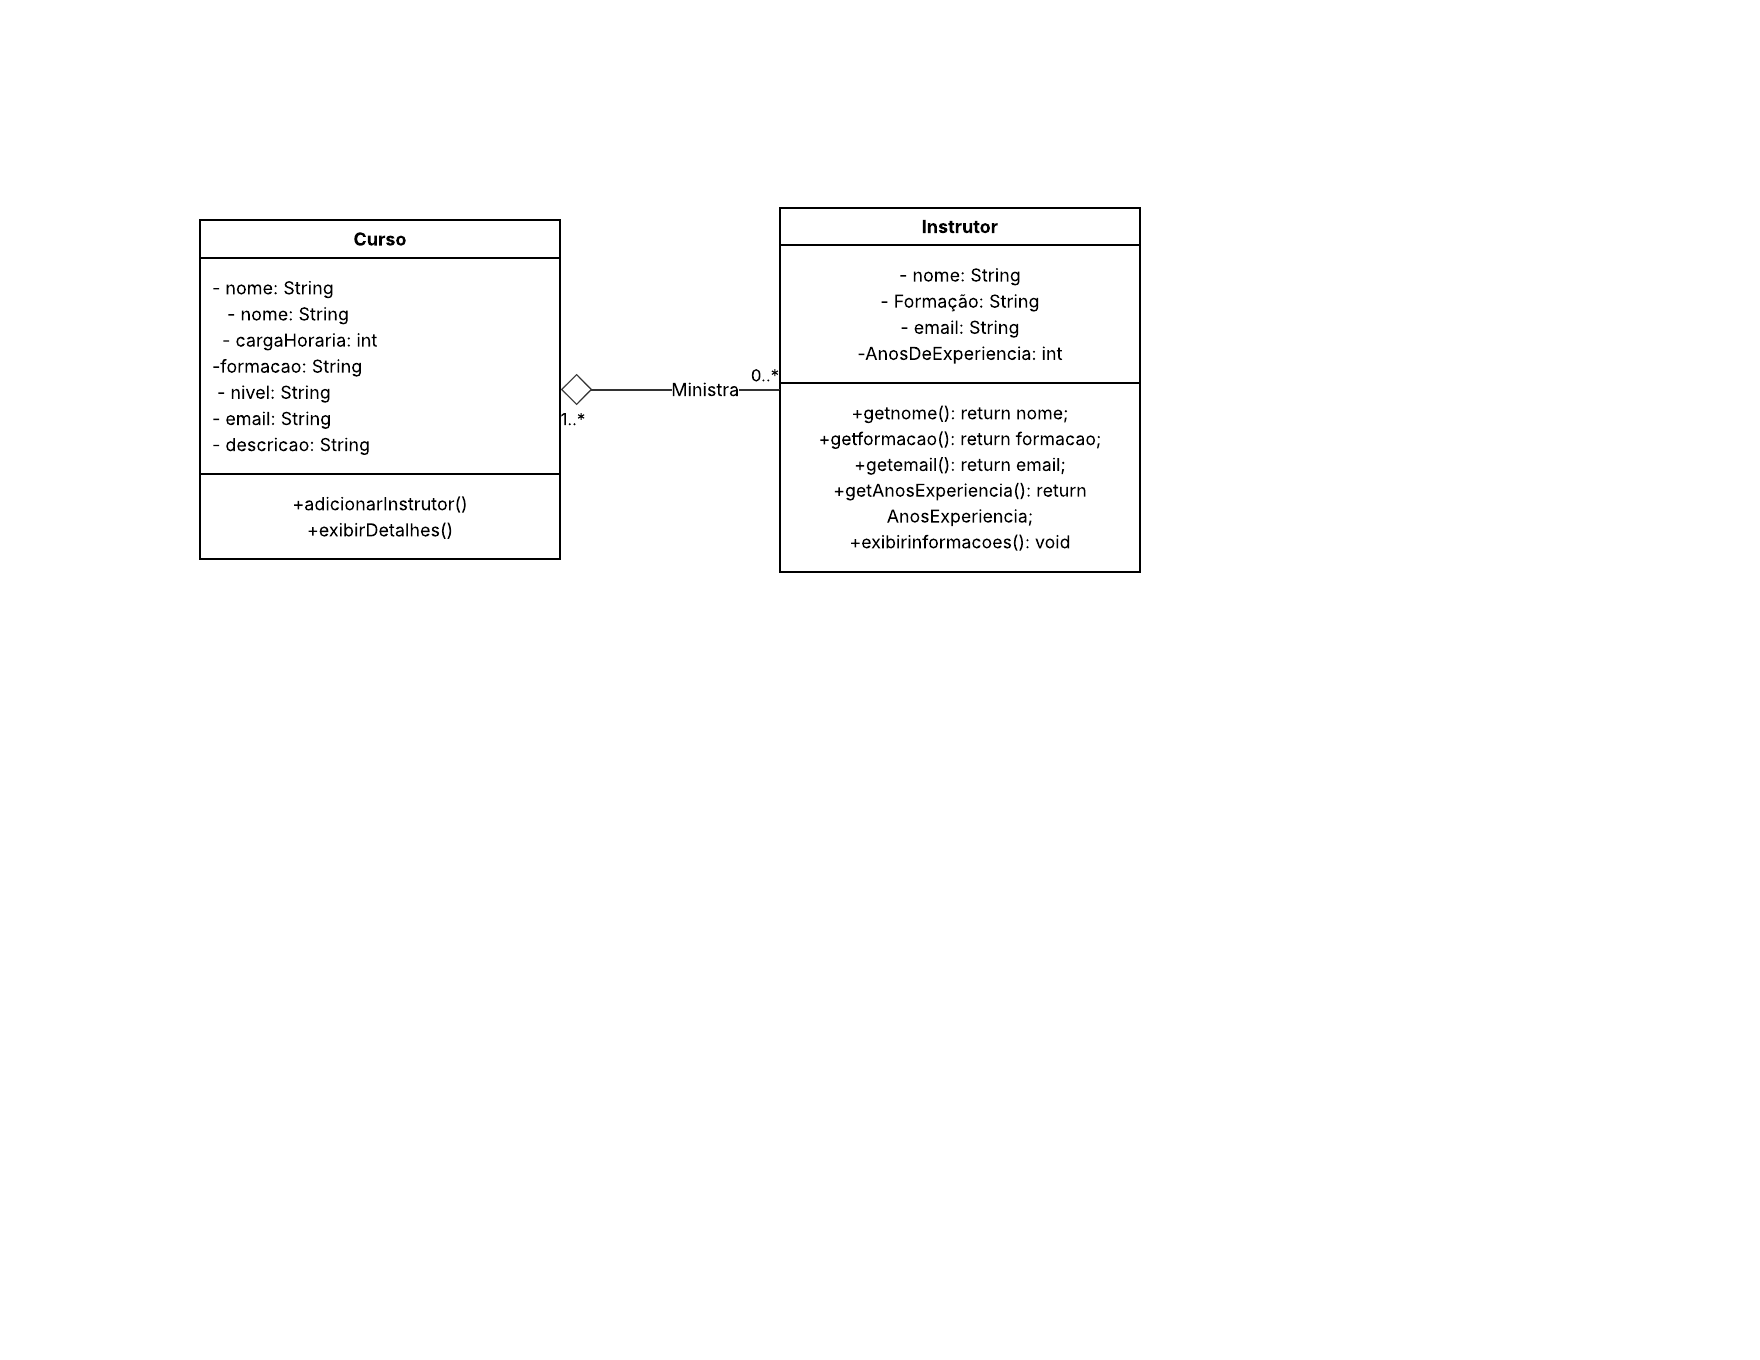 Curso
- nome: String
- nome: String
- cargaHoraria: int
-formacao: String
- nivel: String
- email: String
- descricao: String
+adicionarInstrutor()
+exibirDetalhes()
1..*
Ministra
0..*
Instrutor
- nome: String
- Formação: String
- email: String
-AnosDeExperiencia: int
+getnome(): return nome;
+getformacao(): return formacao;
+getemail(): return email;
+getAnosExperiencia(): return
AnosExperiencia;
+exibirinformacoes(): void